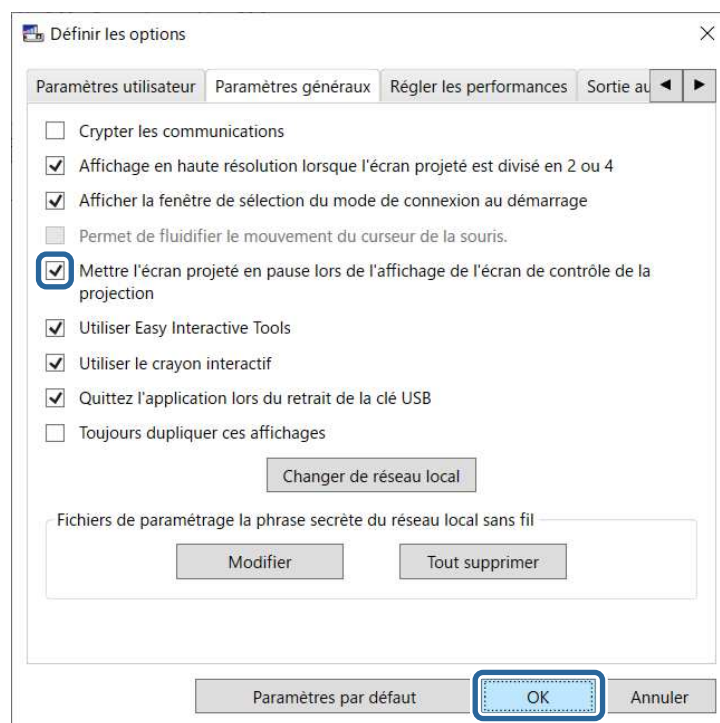 Définir les options
Paramètres utilisateur Paramètres généraux Régler les performances Sortie au
Crypter les communications
Affichage en haute résolution lorsque l'écran projeté est divisé en 2 ou 4
Afficher la fenêtre de sélection du mode de connexion au démarrage
Permet de fluidifier le mouvement du curseur de la souris.
Mettre l'écran projeté en pause lors de l'affichage de l'écran de contrôle de la
projection
Utiliser Easy Interactive Tools
Utiliser le crayon interactif
Quittez l'application lors du retrait de la clé USB
Toujours dupliquer ces affichages
Changer de réseau local
Fichiers de paramétrage la phrase secrète du réseau local sans fil
Modifier Tout supprimer
Paramètres par défaut OK Annuler